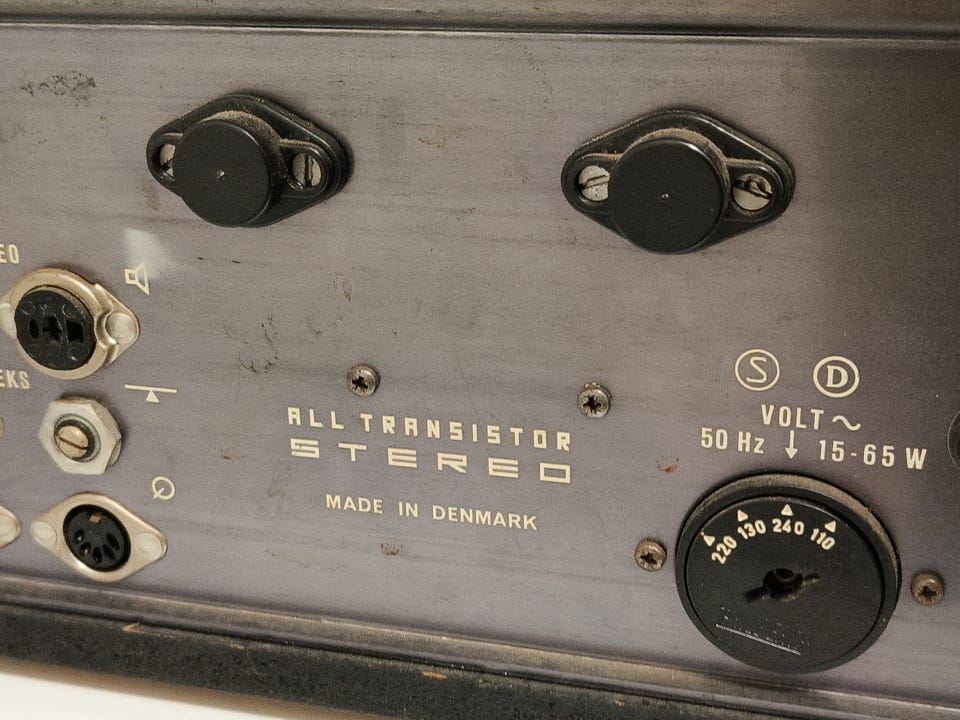 EO
EKS
ALL TRANSISTOR
STEREO
MADE IN DENMARK
S D
VOLT ~
50 Hz ↓ 15-65 W
220 130 240 110